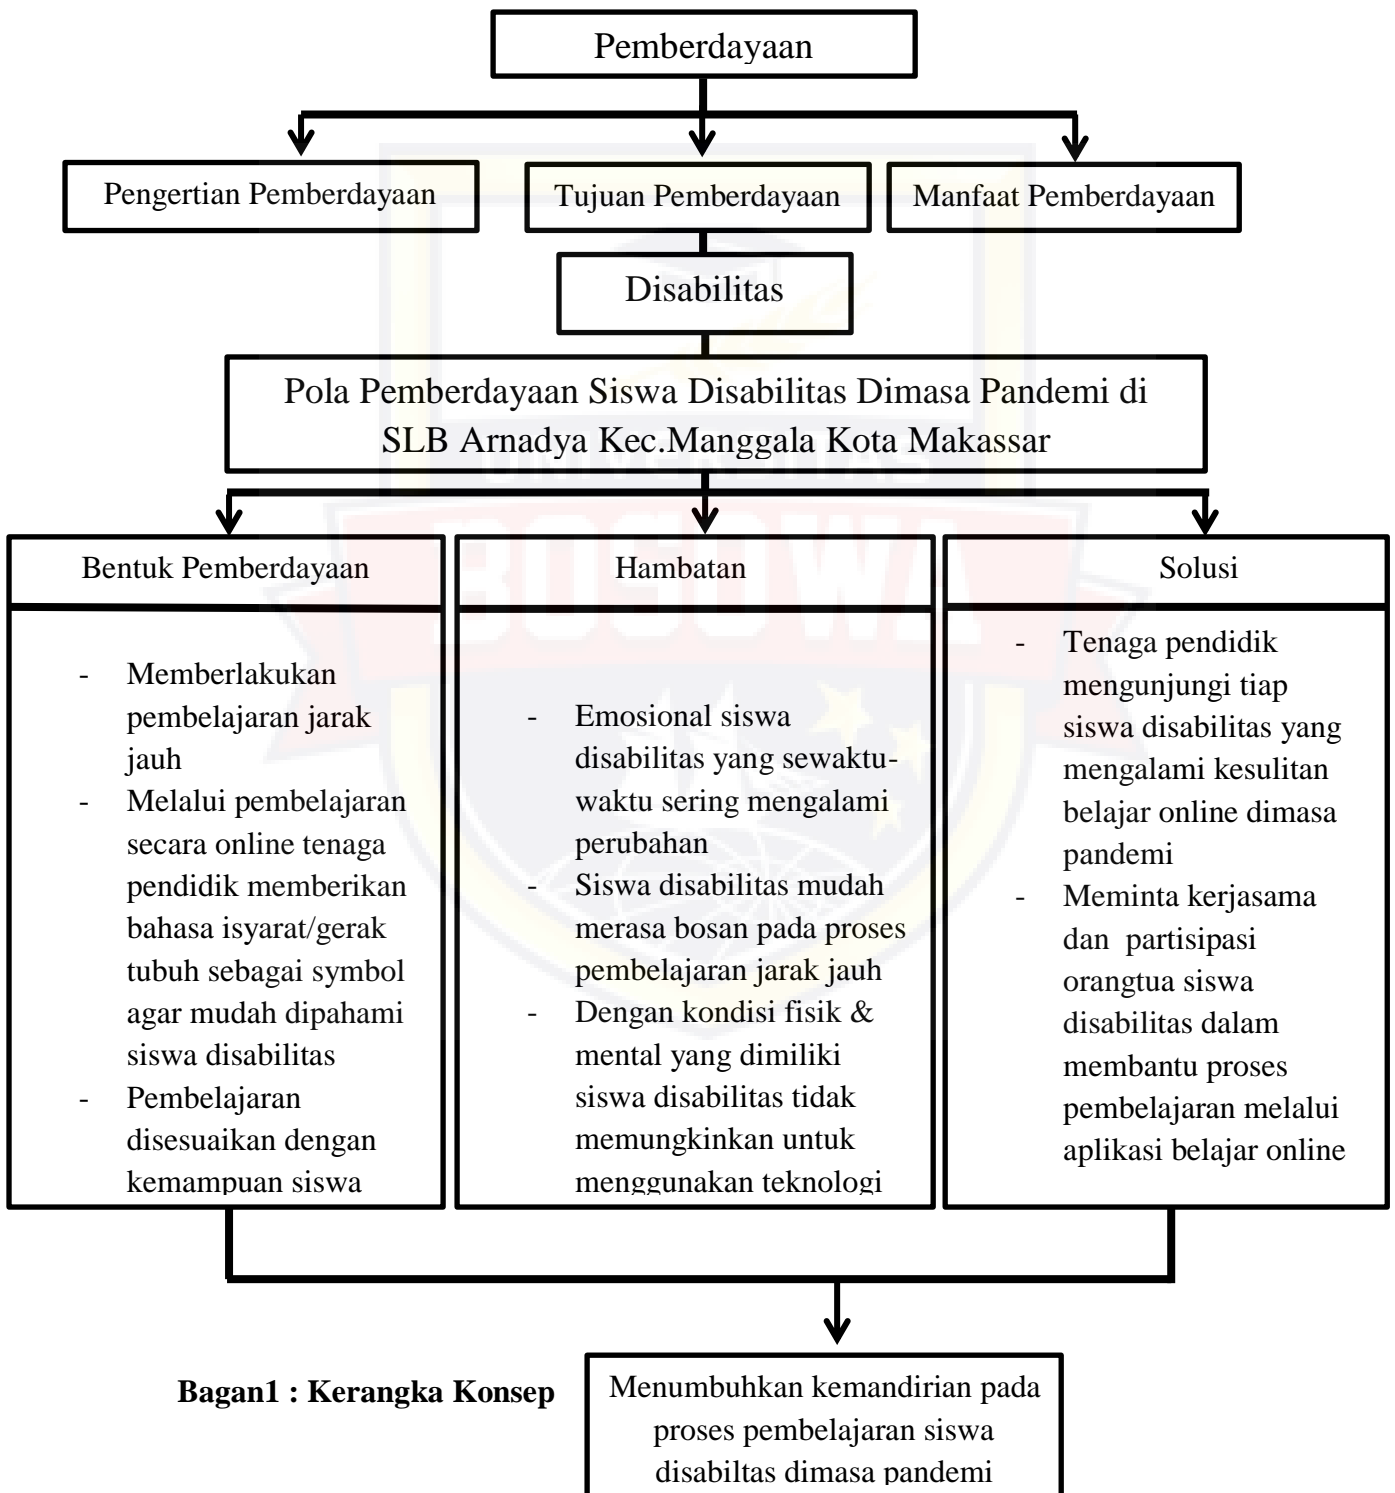 Pemberdayaan
Pengertian Pemberdayaan
Tujuan Pemberdayaan
Manfaat Pemberdayaan
Disabilitas
Pola Pemberdayaan Siswa Disabilitas Dimasa Pandemi di
SLB Arnadya Kec.Manggala Kota Makassar
UNIVERSITAS
BOSOWA
Bentuk Pemberdayaan
- Memberlakukan
pembelajaran jarak
jauh
- Melalui pembelajaran
secara online tenaga
pendidik memberikan
bahasa isyarat/gerak
tubuh sebagai symbol
agar mudah dipahami
siswa disabilitas
- Pembelajaran
disesuaikan dengan
kemampuan siswa
Hambatan
- Emosional siswa
disabilitas yang sewaktu-
waktu sering mengalami
perubahan
- Siswa disabilitas mudah
merasa bosan pada proses
pembelajaran jarak jauh
- Dengan kondisi fisik &
mental yang dimiliki
siswa disabilitas tidak
memungkinkan untuk
menggunakan teknologi
Solusi
- Tenaga pendidik
mengunjungi tiap
siswa disabilitas yang
mengalami kesulitan
belajar online dimasa
pandemi
- Meminta kerjasama
dan partisipasi
orangtua siswa
disabilitas dalam
membantu proses
pembelajaran melalui
aplikasi belajar online
Bagan1 : Kerangka Konsep
Menumbuhkan kemandirian pada
proses pembelajaran siswa
disabiltas dimasa pandemi